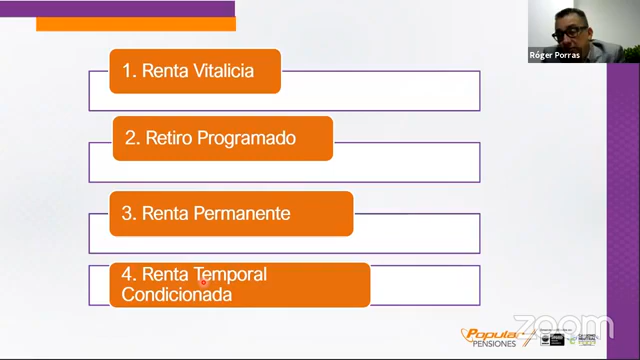 1. Renta Vitalicia
Róger Porras
2. Retiro Programado
3. Renta Permanente
4. Renta Temporal
Condicionada
Popular
PENSIONES
zoom